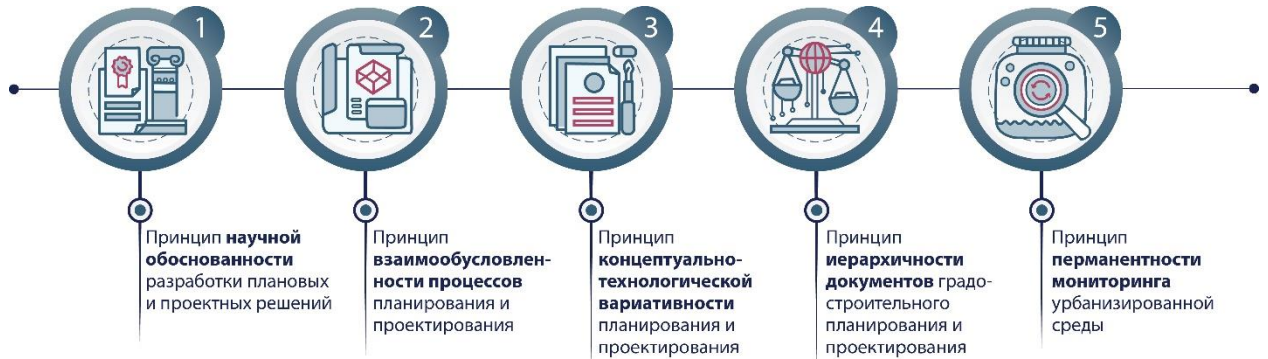 1
Принцип научной
обоснованности
разработки плановых
и проектных решений
2
Принцип
взаимообусловлен-
ности процессов
планирования и
проектирования
3
Принцип
концептуально-
технологической
вариативности
планирования и
проектирования
4
Принцип
иерархичности
документов градо-
строительного
планирования и
проектирования
5
Принцип
перманентности
мониторинга
урбанизированной
среды